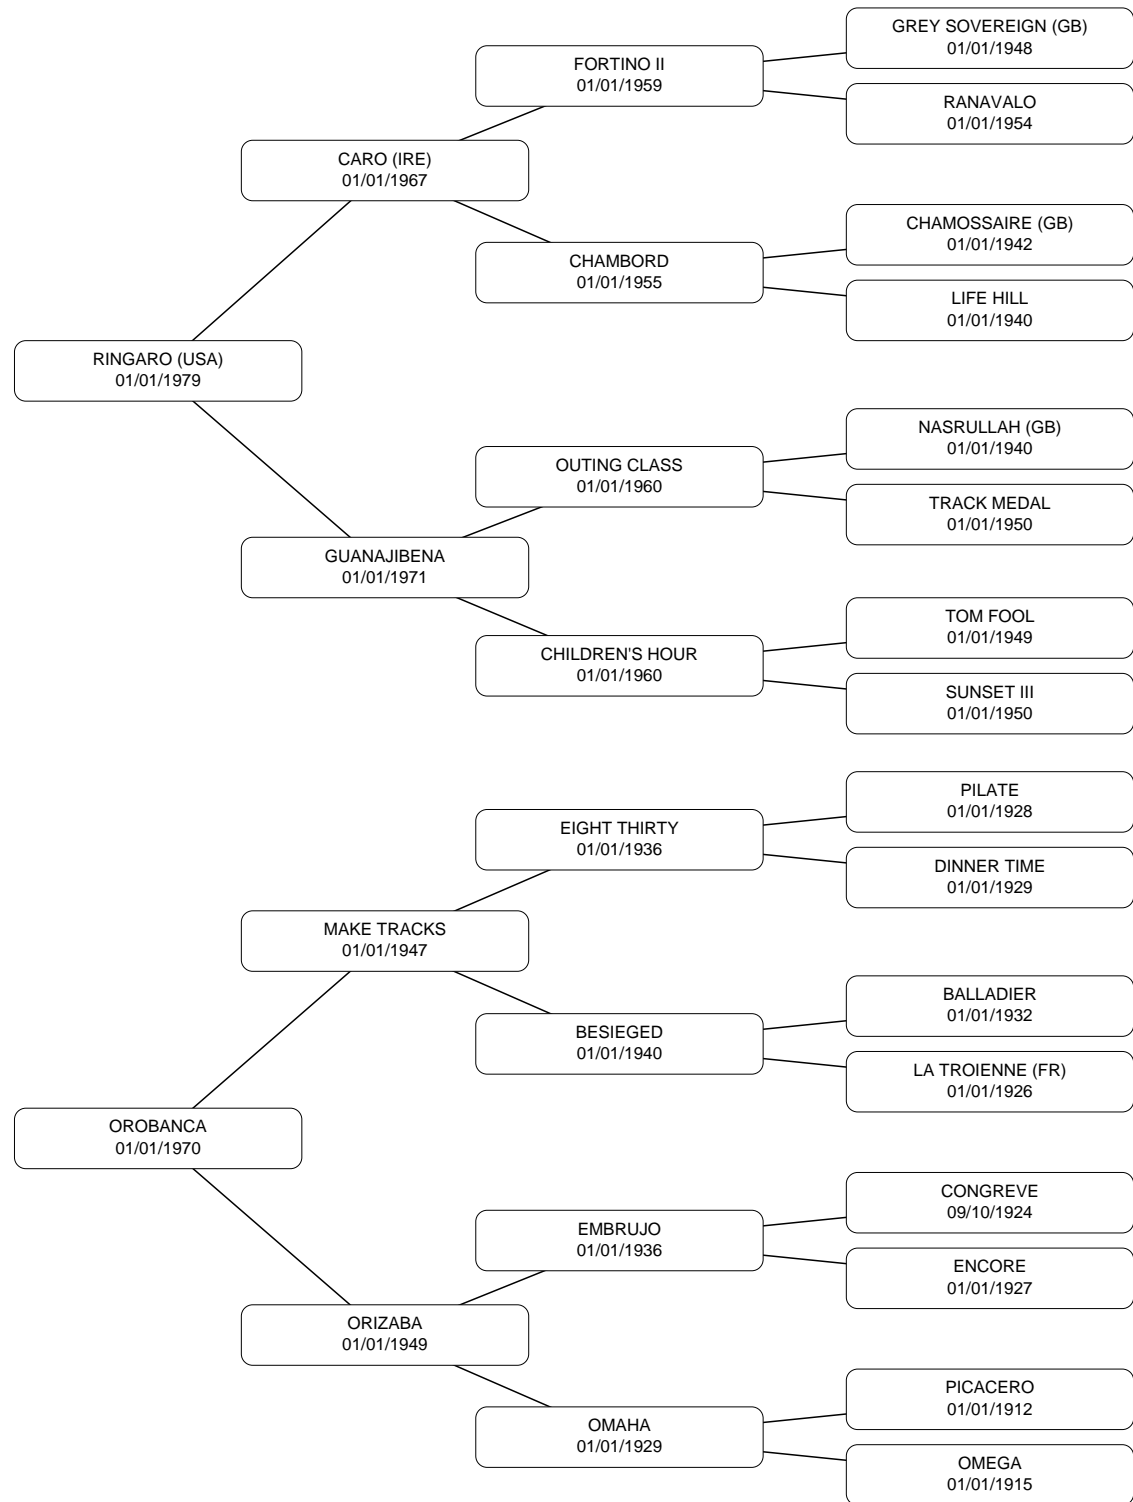 GREY SOVEREIGN (GB)
01/01/1948
FORTINO II
01/01/1959
RANAVALO
01/01/1954
CARO (IRE)
01/01/1967
CHAMOSSAIRE (GB)
01/01/1942
CHAMBORD
01/01/1955
LIFE HILL
01/01/1940
RINGARO (USA)
01/01/1979
NASRULLAH (GB)
01/01/1940
OUTING CLASS
01/01/1960
TRACK MEDAL
01/01/1950
GUANAJIBENA
01/01/1971
TOM FOOL
01/01/1949
CHILDREN'S HOUR
01/01/1960
SUNSET III
01/01/1950
PILATE
01/01/1928
EIGHT THIRTY
01/01/1936
DINNER TIME
01/01/1929
MAKE TRACKS
01/01/1947
BALLADIER
01/01/1932
BESIEGED
01/01/1940
LA TROIENNE (FR)
01/01/1926
OROBANCA
01/01/1970
CONGREVE
09/10/1924
EMBRUJO
01/01/1936
ENCORE
01/01/1927
ORIZABA
01/01/1949
PICACERO
01/01/1912
OMAHA
01/01/1929
OMEGA
01/01/1915